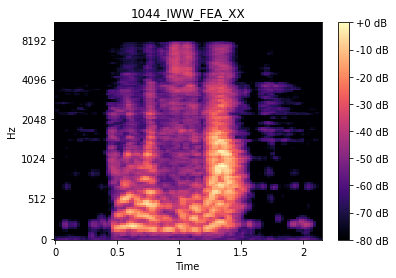 1044_IWW_FEA_XX
8192
4096
2048
1024
512
0
Hz
0
0.5
1
1.5
2
Time
+0 dB
-10 dB
-20 dB
-30 dB
-40 dB
-50 dB
-60 dB
-70 dB
-80 dB